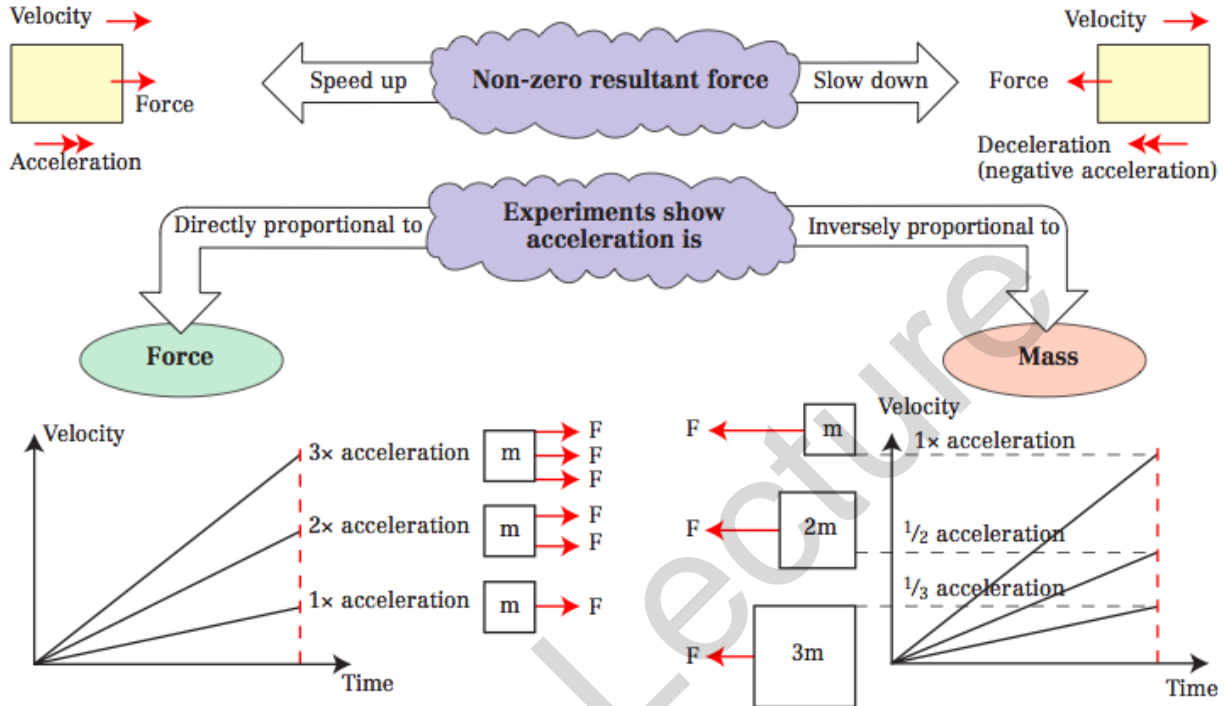 Velocity
Force
Acceleration
Speed up
Non-zero resultant force
Slow down
Velocity
Force
Deceleration
(negative acceleration)
Directly proportional to
Experiments show
acceleration is
Inversely proportional to
Force
Mass
Velocity
3× acceleration
2× acceleration
1× acceleration
Time
m
F
F
F
m
F
F
m
F
F
m
F
2m
F
3m
Velocity
1× acceleration
1/2 acceleration
1/3 acceleration
Time
Lecture